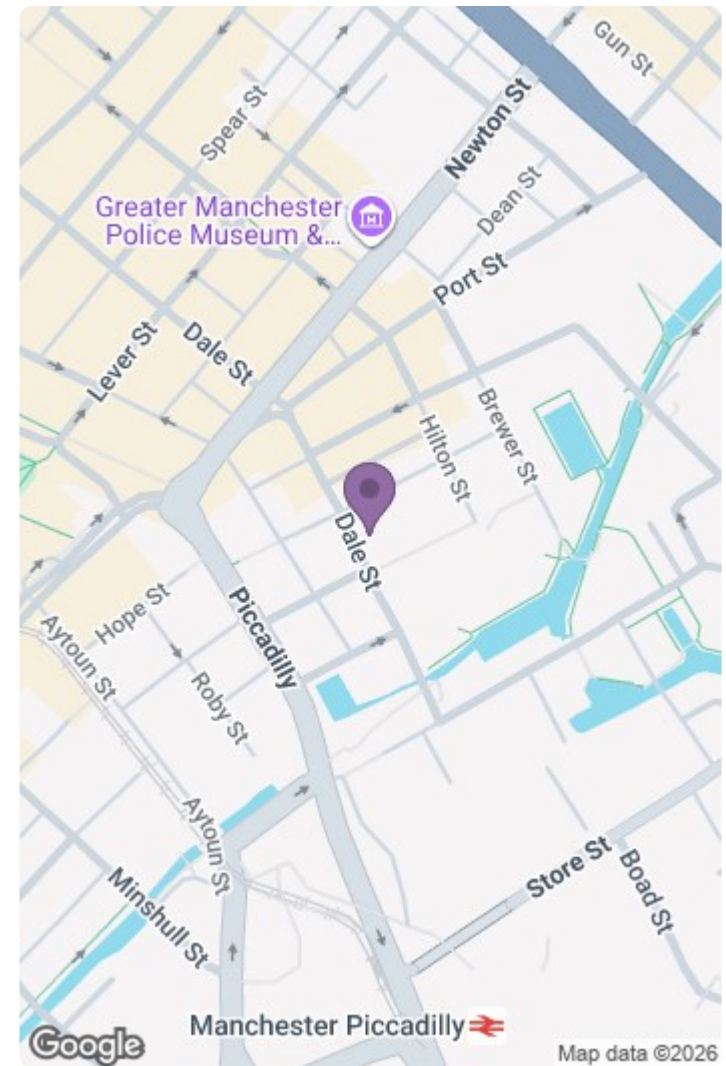 Gun St
Spear St
Newton St
Dean St
Greater Manchester
Police Museum &...
Port St
Dale St
Lever St
Brewer St
Hilton St
Dale St
Hope St
Piccadilly
Aytoun St
Roby St
Aytoun St
Minshull St
Store St
Boad St
Manchester Piccadilly
Google
Map data ©2026